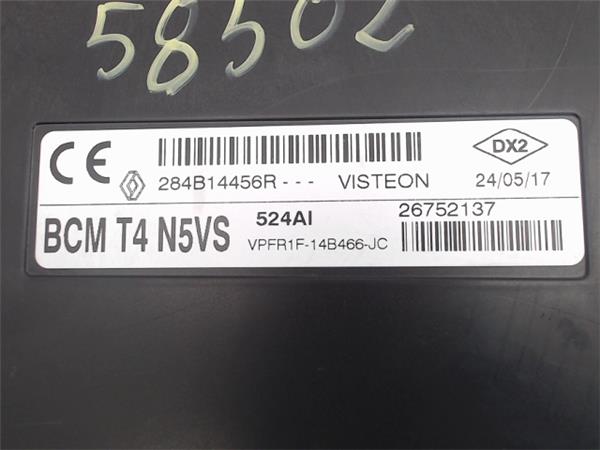 58502
CE
284B14456R--- VISTEON
DX2
24/05/17
BCM T4 N5VS
524AI
VPFR1F-14B466-JC
26752137